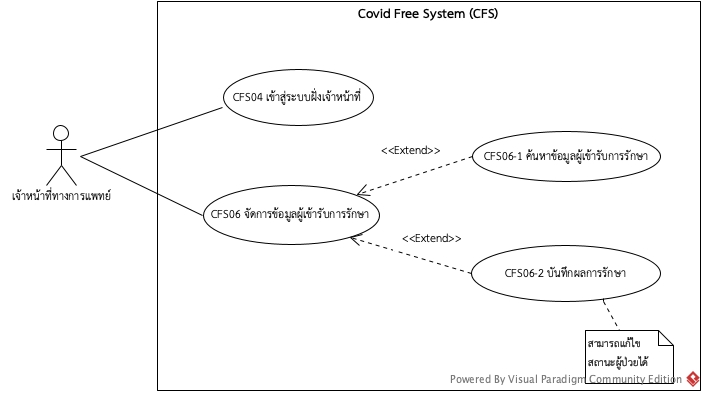 Covid Free System (CFS)
CFS04 เข้าสู่ระบบฝั่งเจ้าหน้าที่
<<Extend>>
CFS06-1 ค้นหาข้อมูลผู้เข้ารับการรักษา
เจ้าหน้าที่ทางการแพทย์
CFS06 จัดการข้อมูลผู้เข้ารับการรักษา
<<Extend>>
CFS06-2 บันทึกผลการรักษา
สามารถแก้ไข
สถานะผู้ป่วยได้
Powered By Visual Paradigm Community Edition